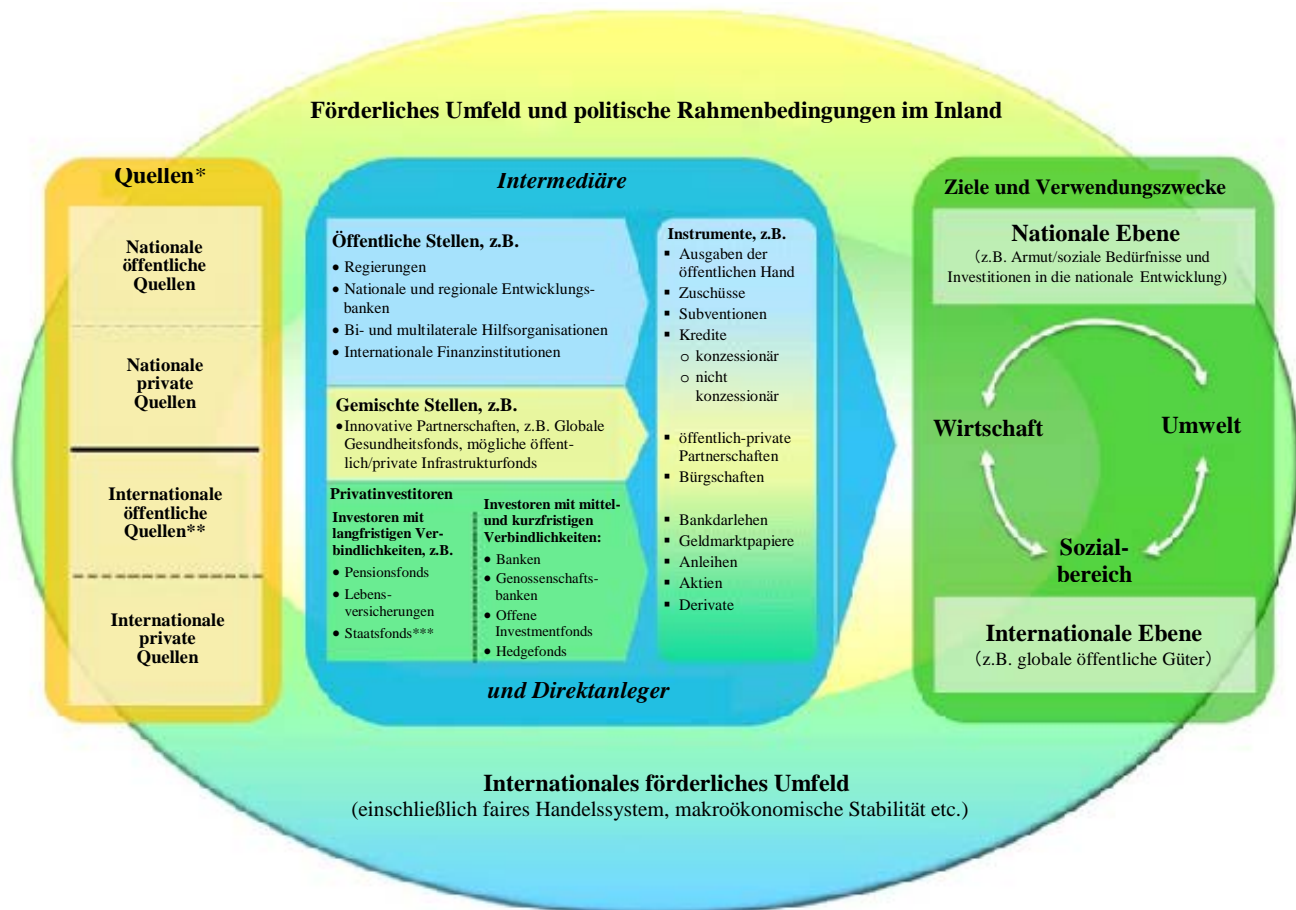 Förderliches Umfeld und politische Rahmenbedingungen im Inland
Quellen*
Nationale
öffentliche
Quellen
Nationale
private
Quellen
Internationale
öffentliche
Quellen**
Internationale
private
Quellen
Intermediäre
Öffentliche Stellen, z.B.
● Regierungen
● Nationale und regionale Entwicklungs-
banken
● Bi- und multilaterale Hilfsorganisationen
● Internationale Finanzinstitutionen
Gemischte Stellen, z.B.
●Innovative Partnerschaften, z.B. Globale
Gesundheitsfonds, mögliche öffent-
lich/private Infrastrukturfonds
Privatinvestitoren
Investoren mit
langfristigen Ver-
bindlichkeiten, z.B.
● Pensionsfonds
● Lebens-
versicherungen
● Staatsfonds***
Investoren mit mittel-
und kurzfristigen
Verbindlichkeiten:
● Banken
● Genossenschafts-
banken
● Offene
Investmentfonds
● Hedgefonds
Instrumente, z.B.
▪ Ausgaben der
öffentlichen Hand
▪ Zuschüsse
▪ Subventionen
▪ Kredite
o konzessionär
o nicht
konzessionär
▪ öffentlich-private
Partnerschaften
▪ Bürgschaften
▪ Bankdarlehen
▪ Geldmarktpapiere
▪ Anleihen
▪ Aktien
▪ Derivate
und Direktanleger
Ziele und Verwendungszwecke
Nationale Ebene
(z.B. Armut/soziale Bedürfnisse und
Investitionen in die nationale Entwicklung)
Wirtschaft
Umwelt
Sozial-
bereich
Internationale Ebene
(z.B. globale öffentliche Güter)
Internationales förderliches Umfeld
(einschließlich faires Handelssystem, makroökonomische Stabilität etc.)